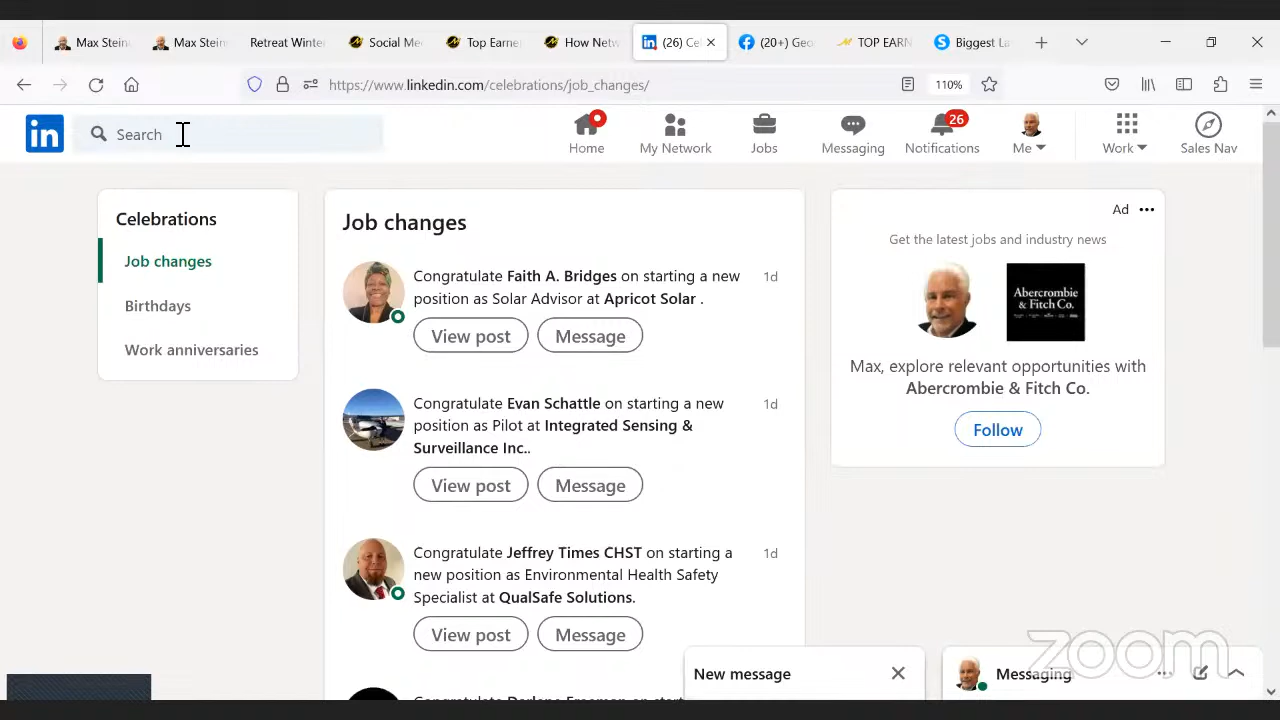 Max Stein
Max Stein
Retreat Winter
Social Me
Top Earne
How Netw
(26) Cel
(20+) Geo
TOP EARN
Biggest La
https://www.linkedin.com/celebrations/job_changes/
110%
in
Search
Home
My Network
Jobs
Messaging
26
Notifications
Me
Work
Sales Nav
Celebrations
Job changes
Birthdays
Work anniversaries
Job changes
Congratulate Faith A. Bridges on starting a new
position as Solar Advisor at Apricot Solar .
1d
View post
Message
Congratulate Evan Schattle on starting a new
position as Pilot at Integrated Sensing &
Surveillance Inc..
1d
View post
Message
Congratulate Jeffrey Times CHST on starting a
new position as Environmental Health Safety
Specialist at QualSafe Solutions.
1d
View post
Message
Ad
Get the latest jobs and industry news
Abercrombie
& Fitch Co.
Max, explore relevant opportunities with
Abercrombie & Fitch Co.
Follow
New message
Messaging
zoom